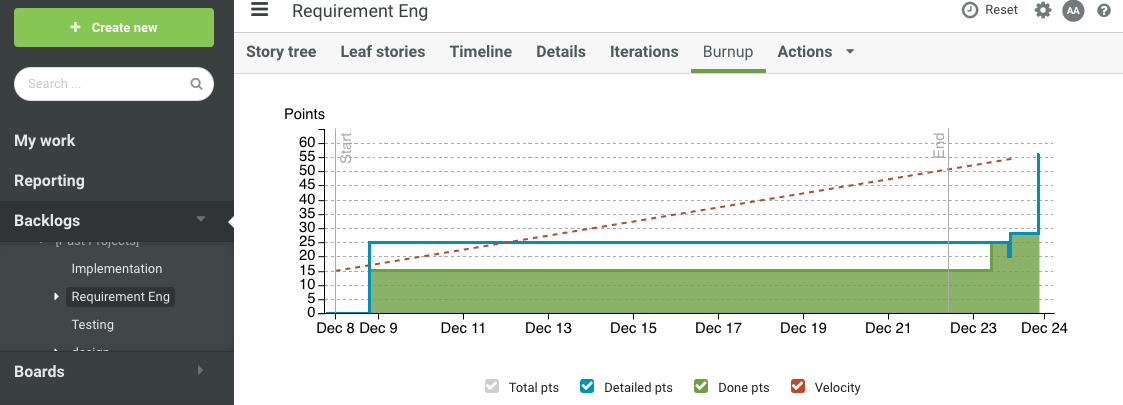 Create new
Requirement Eng
Reset
AA
?
Search ...
Story tree
Leaf stories
Timeline
Details
Iterations
Burnup
Actions
My work
Reporting
Backlogs
[Past Projects]
Implementation
Requirement Eng
Testing
design
Boards
Points
60
55
50
45
40
35
30
25
20
15
10
5
0
Start
End
Dec 8
Dec 9
Dec 11
Dec 13
Dec 15
Dec 17
Dec 19
Dec 21
Dec 23
Dec 24
Total pts
Detailed pts
Done pts
Velocity